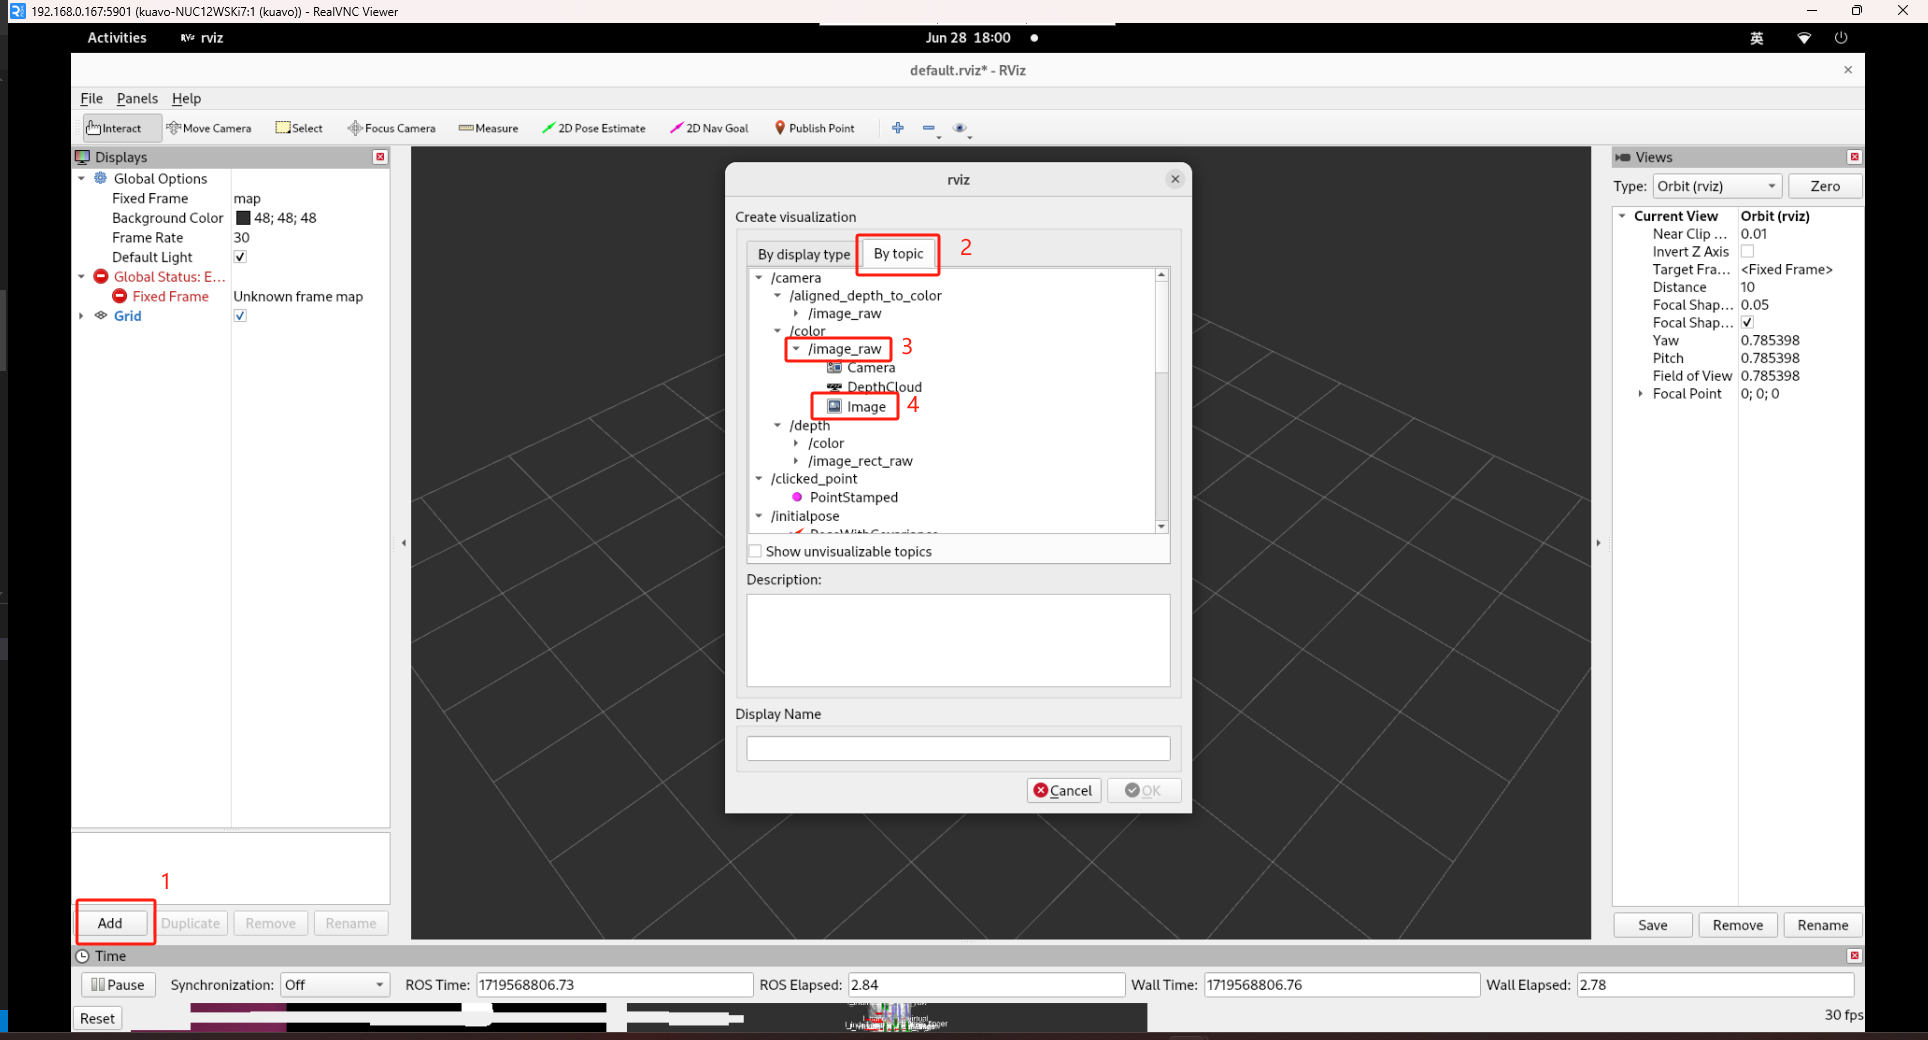 192.168.0.167:5901 (kuavo-NUC12WSKi7:1 (kuavo)) - RealVNC Viewer
Activities
rviz
Jun 28 18:00
英
default.rviz* - RViz
File Panels Help
Interact Move Camera Select Focus Camera Measure 2D Pose Estimate 2D Nav Goal Publish Point
Displays
Global Options
Fixed Frame map
Background Color 48; 48; 48
Frame Rate 30
Default Light
Global Status: E...
Fixed Frame Unknown frame map
Grid
1
Add Duplicate Remove Rename
rviz
Create visualization
By display type By topic 2
/camera
/aligned_depth_to_color
/image_raw
/color
/image_raw 3
Camera
DepthCloud
Image 4
/depth
/color
/image_rect_raw
/clicked_point
PointStamped
/initialpose
Show unvisualizable topics
Description:
Display Name
Cancel OK
Views
Type: Orbit (rviz) Zero
Current View Orbit (rviz)
Near Clip ... 0.01
Invert Z Axis
Target Fra... <Fixed Frame>
Distance 10
Focal Shap... 0.05
Focal Shap...
Yaw 0.785398
Pitch 0.785398
Field of View 0.785398
Focal Point 0; 0; 0
Save Remove Rename
Time
Pause Synchronization: Off ROS Time: 1719568806.73 ROS Elapsed: 2.84 Wall Time: 1719568806.76 Wall Elapsed: 2.78
Reset 30 fps